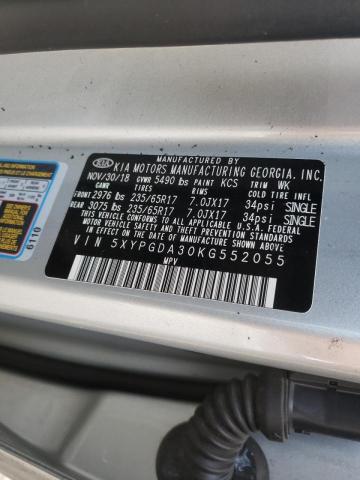 MANUFACTURED BY
KIA KIA MOTORS MANUFACTURING GEORGIA, INC.
NOV/30/18 GVWR 5490 lbs PAINT KCS TRIM WK
GAWR TIRES RIMS COLD TIRE INFL
FRONT 2976 lbs 235/65R17 7.0JX17 34psi SINGLE
REAR 3075 lbs 235/65R17 7.0JX17 34psi SINGLE
THIS VEHICLE CONFORMS TO ALL APPLICABLE
U.S.FEDERAL MOTOR VEHICLE SAFETY STANDARDS
IN EFFECT ON THE DATE OF MANUFACTURE SHOWN ABOVE.
VIN 5XYPGDA30KG552055
MPV
6110